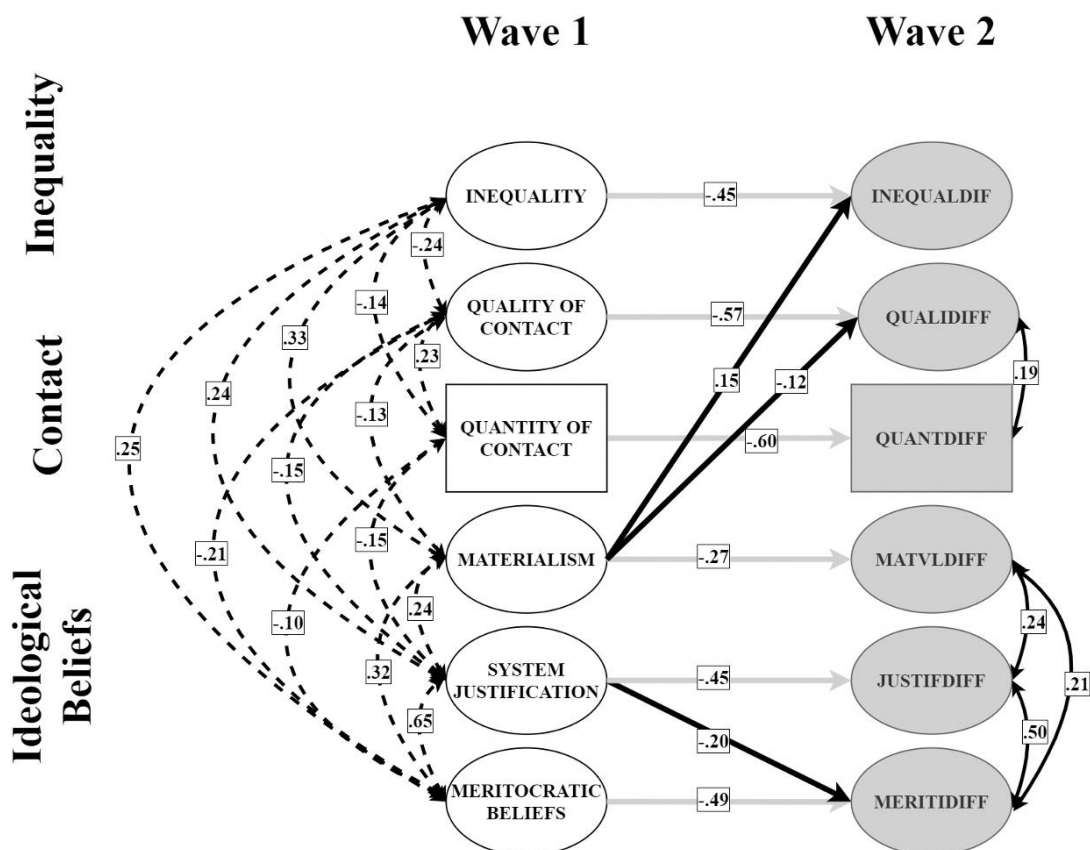 Wave 1
Wave 2
Inequality
Contact
Ideological
Beliefs
INEQUALITY
-.45
INEQUALDIF
-.24
QUALITY OF
CONTACT
-.57
QUALIDIFF
-.14
.33
.23
.15
-.12
.19
.24
-.13
QUANTITY OF
CONTACT
-.60
QUANTDIFF
.25
-.15
-.21
-.15
MATERIALISM
-.27
MATVLDIFF
.24
.24
-.10
.32
SYSTEM
JUSTIFICATION
-.45
JUSTIFDIFF
.21
.65
-.20
.50
MERITOCRATIC
BELIEFS
-.49
MERITIDIFF